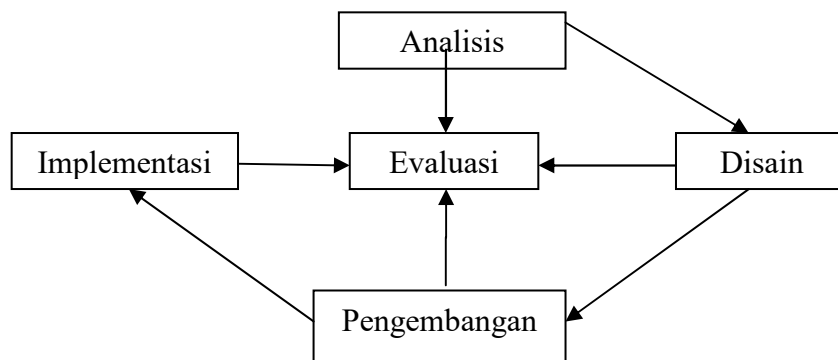 Analisis
Implementasi
Evaluasi
Disain
Pengembangan